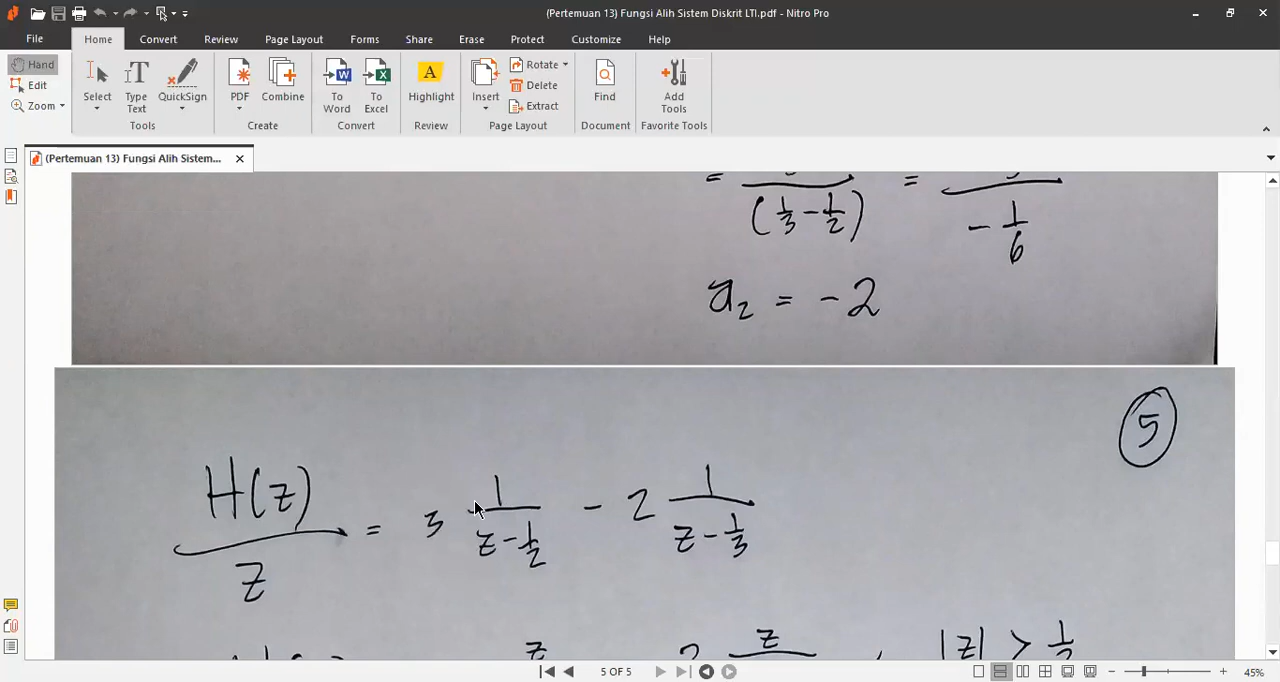 (Pertemuan 13) Fungsi Alih Sistem Diskrit LTI.pdf - Nitro Pro
File Home Convert Review Page Layout Forms Share Erase Protect Customize Help
Hand
Edit
Zoom
Select
Type Text
QuickSign
Tools
PDF
Combine
Create
To Word
To Excel
Convert
Highlight
Review
Insert
Rotate
Delete
Extract
Page Layout
Find
Document
Add Tools
Favorite Tools
(Pertemuan 13) Fungsi Alih Sistem...
= / (1/3 - 1/2) = / - 1/6
a₂ = - 2
5
H(z)/z = 3 1/(z - 1/2) - 2 1/(z - 1/3)
z 2 z , |z| > 1/2
5 OF 5
45%